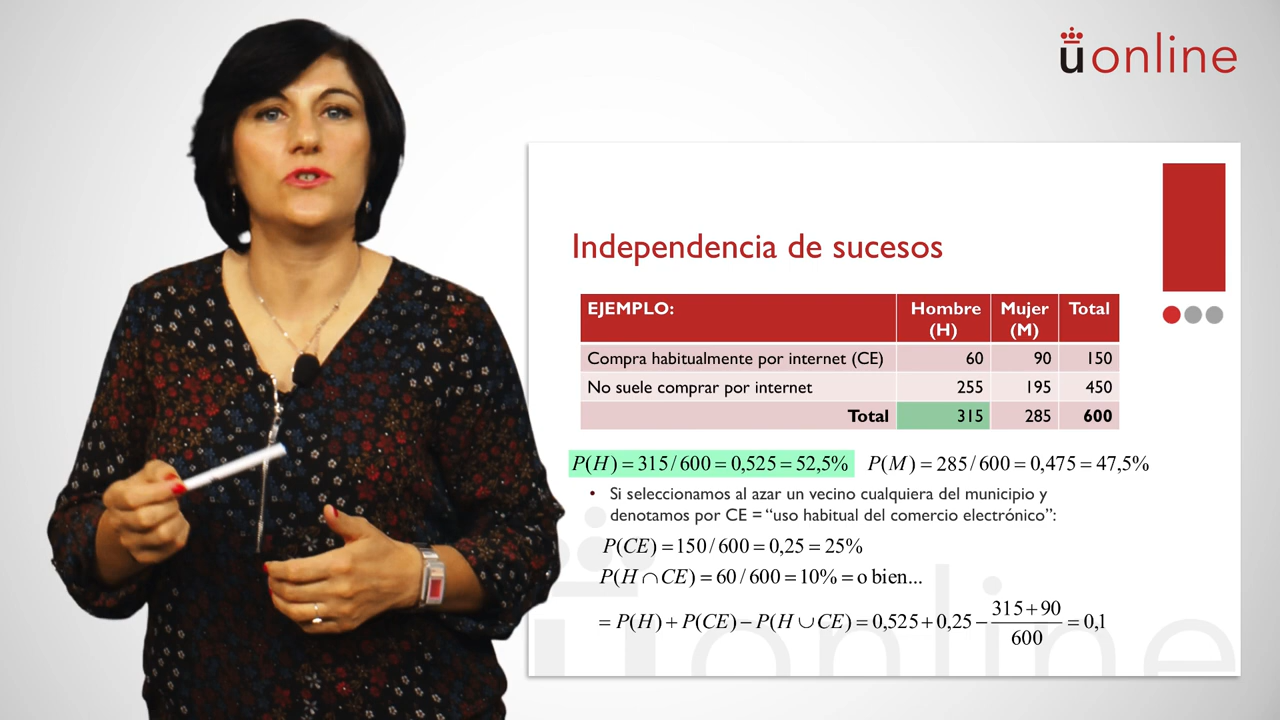 uonline
Independencia de sucesos
EJEMPLO: Hombre (H) Mujer (M) Total
Compra habitualmente por internet (CE) 60 90 150
No suele comprar por internet 255 195 450
Total 315 285 600
P(H) = 315/600 = 0,525 = 52,5% P(M) = 285/600 = 0,475 = 47,5%
• Si seleccionamos al azar un vecino cualquiera del municipio y
denotamos por CE = “uso habitual del comercio electrónico”:
P(CE) = 150/600 = 0,25 = 25%
P(H ∩ CE) = 60/600 = 10% = o bien...
= P(H) + P(CE) − P(H ∪ CE) = 0,525 + 0,25 − (315 + 90)/600 = 0,1
uonline